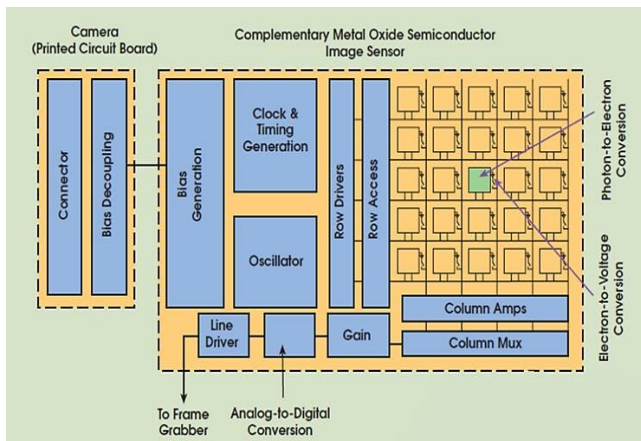 Camera
(Printed Circuit Board)
Complementary Metal Oxide Semiconductor
Image Sensor
Connector
Bias Decoupling
Bias
Generation
Clock &
Timing
Generation
Oscillator
Row Drivers
Row Access
Photon-to-Electron
Conversion
Electron-to-Voltage
Conversion
Column Amps
Line
Driver
Gain
Column Mux
To Frame
Grabber
Analog-to-Digital
Conversion